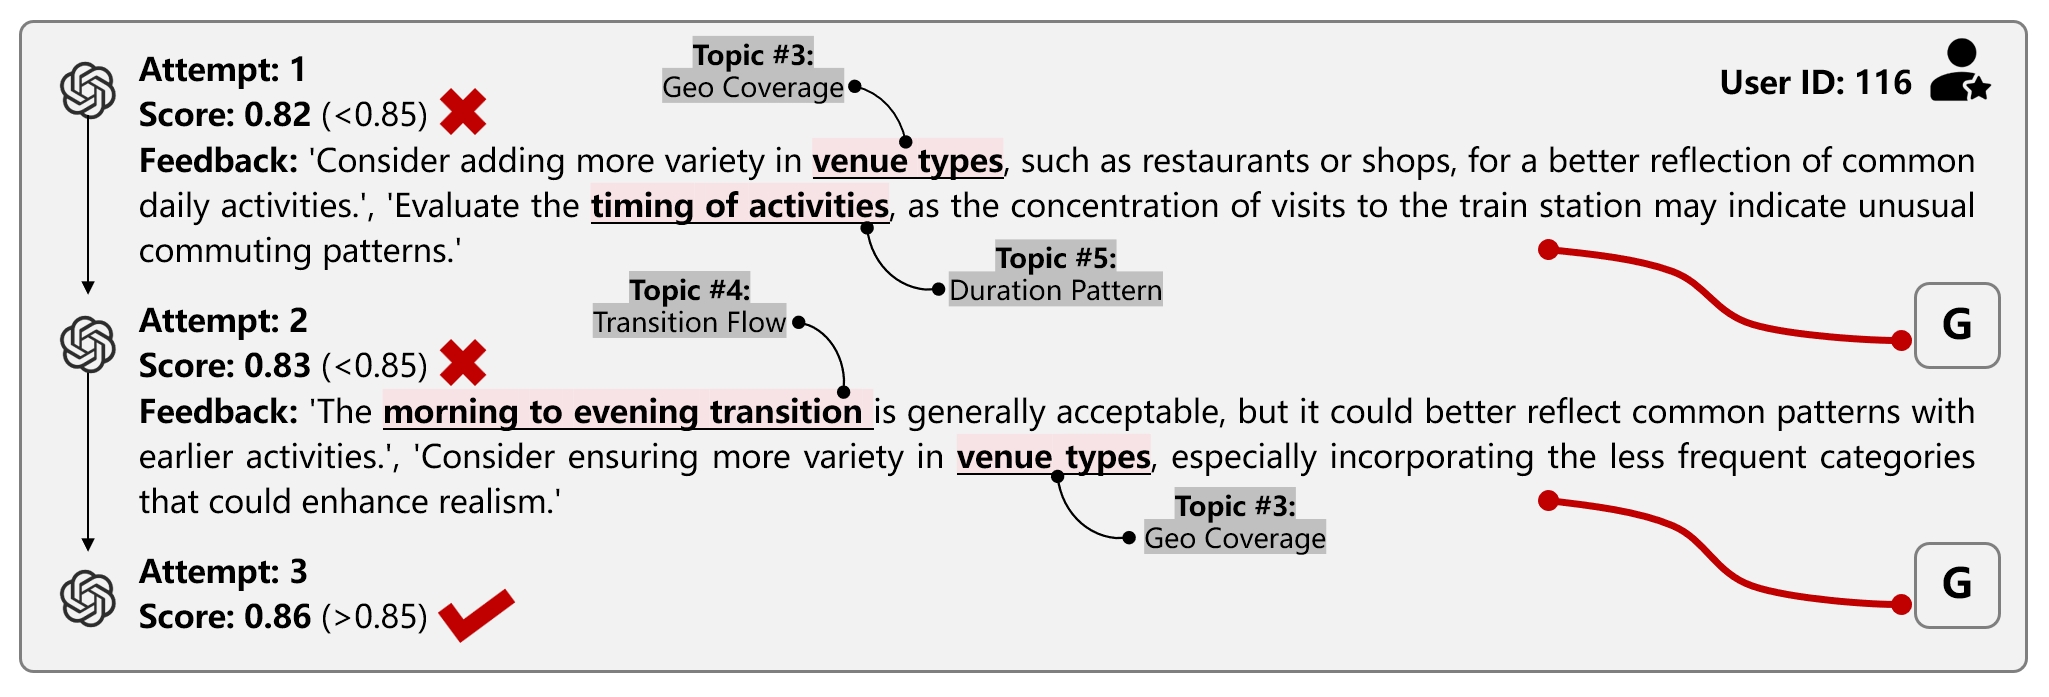 Topic #3:
Geo Coverage
User ID: 116
Attempt: 1
Score: 0.82 (<0.85)
Feedback: 'Consider adding more variety in venue types, such as restaurants or shops, for a better reflection of common
daily activities.', 'Evaluate the timing of activities, as the concentration of visits to the train station may indicate unusual
commuting patterns.'
Topic #5:
Duration Pattern
Topic #4:
Transition Flow
G
Attempt: 2
Score: 0.83 (<0.85)
Feedback: 'The morning to evening transition is generally acceptable, but it could better reflect common patterns with
earlier activities.', 'Consider ensuring more variety in venue types, especially incorporating the less frequent categories
that could enhance realism.'
Topic #3:
Geo Coverage
G
Attempt: 3
Score: 0.86 (>0.85)